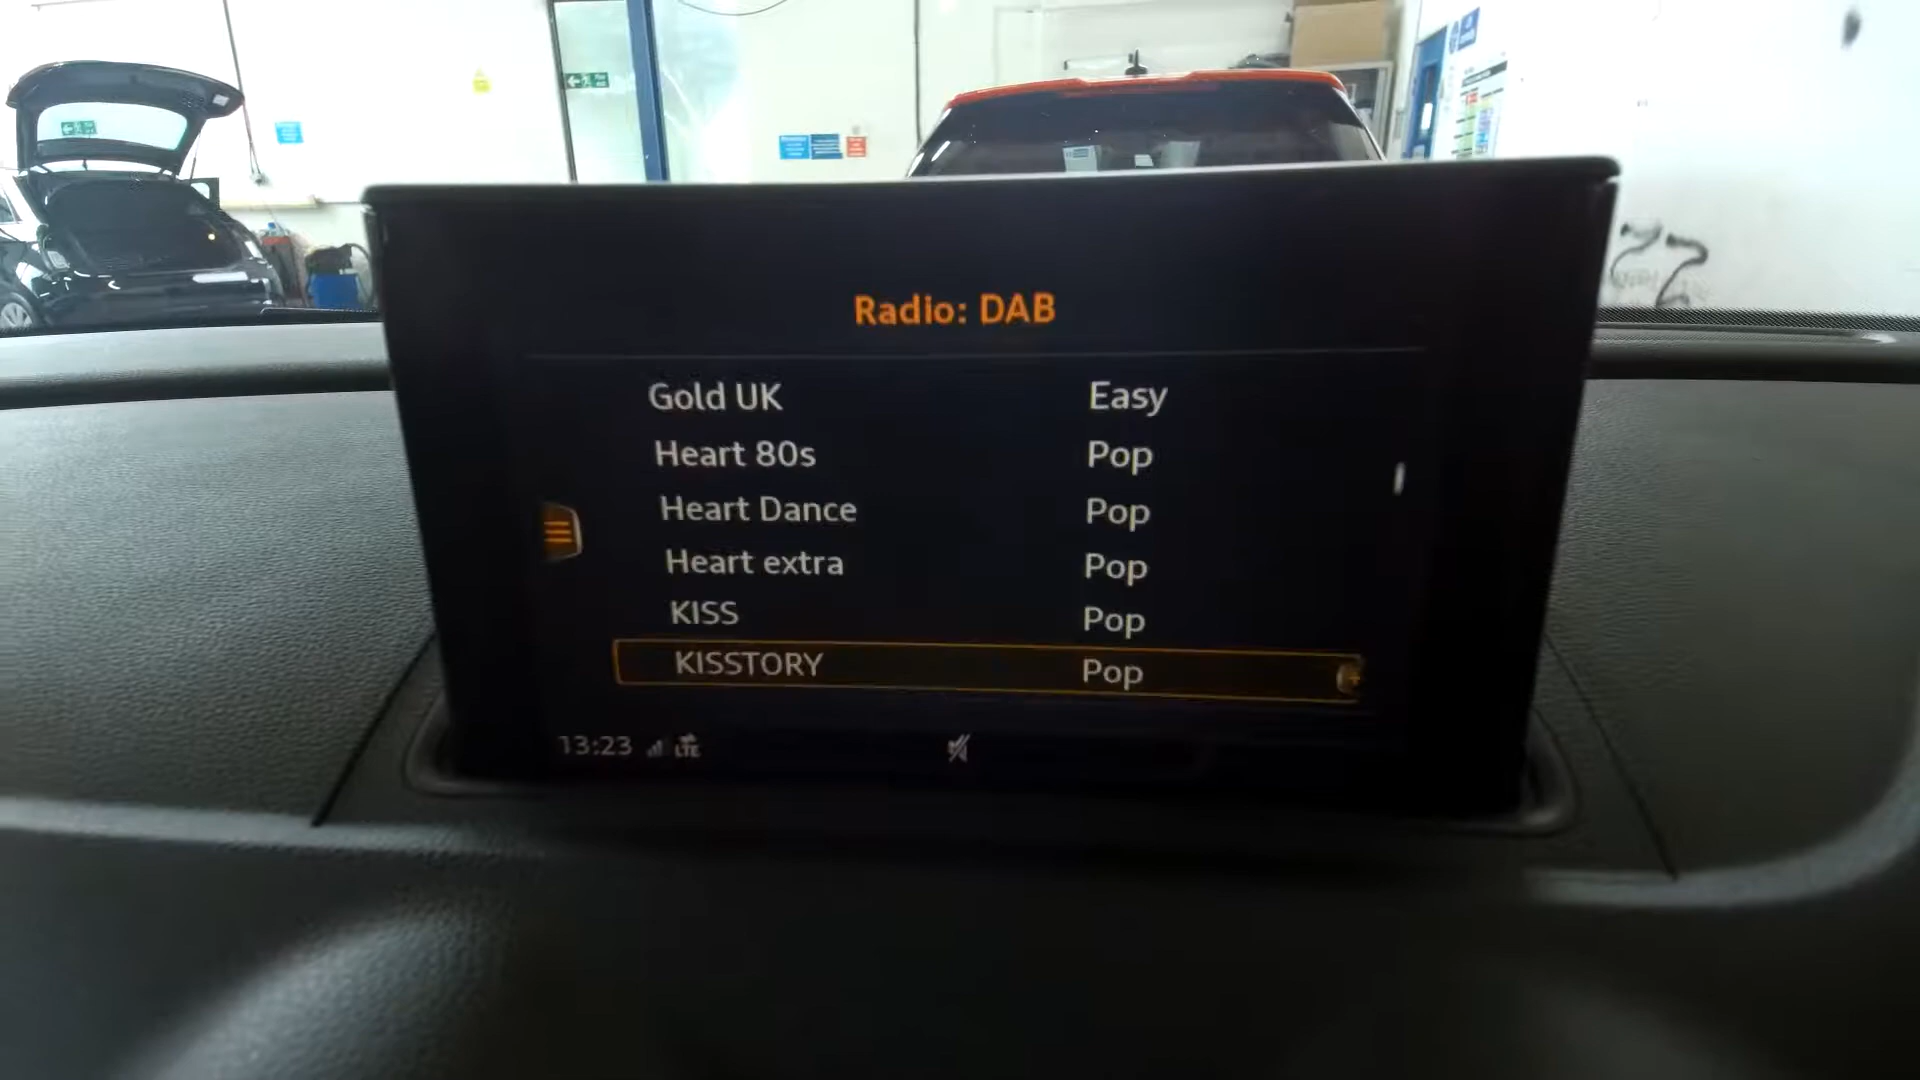 Radio: DAB
Gold UK Easy
Heart 80s Pop
Heart Dance Pop
Heart extra Pop
KISS Pop
KISSTORY Pop
13:23 LTE